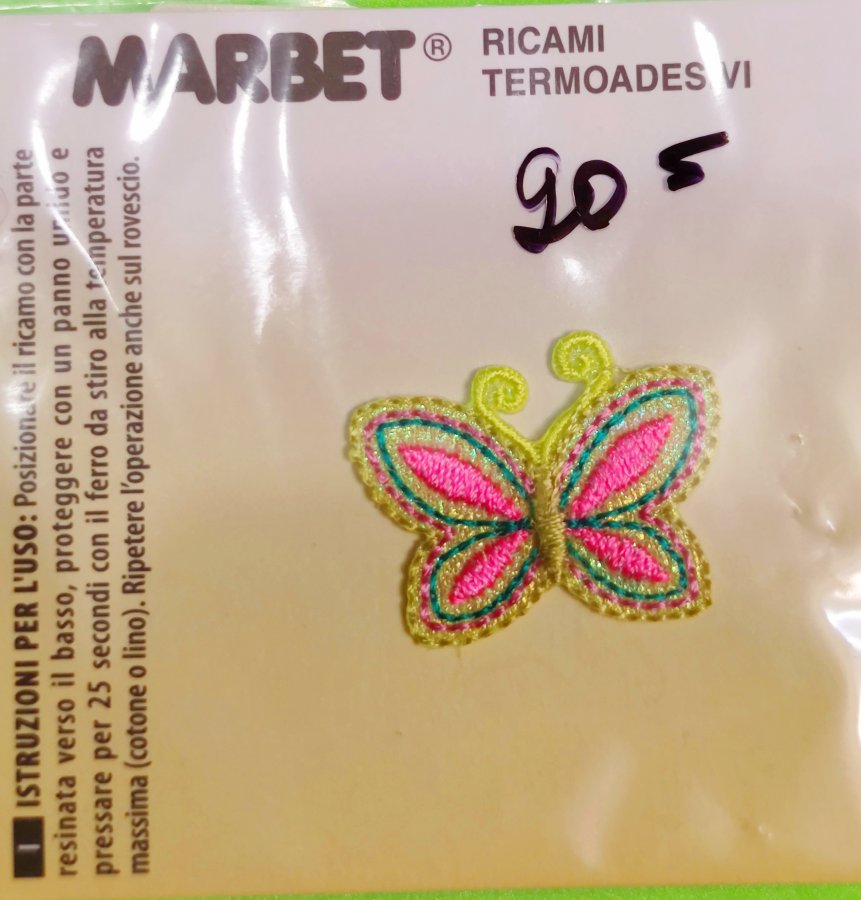 MARBET®
RICAMI
TERMOADESIVI
90
I ISTRUZIONI PER L'USO: Posizionare il ricamo con la parte
resinata verso il basso, proteggere con un panno umido e
pressare per 25 secondi con il ferro da stiro alla temperatura
massima (cotone o lino). Ripetere l'operazione anche sul rovescio.